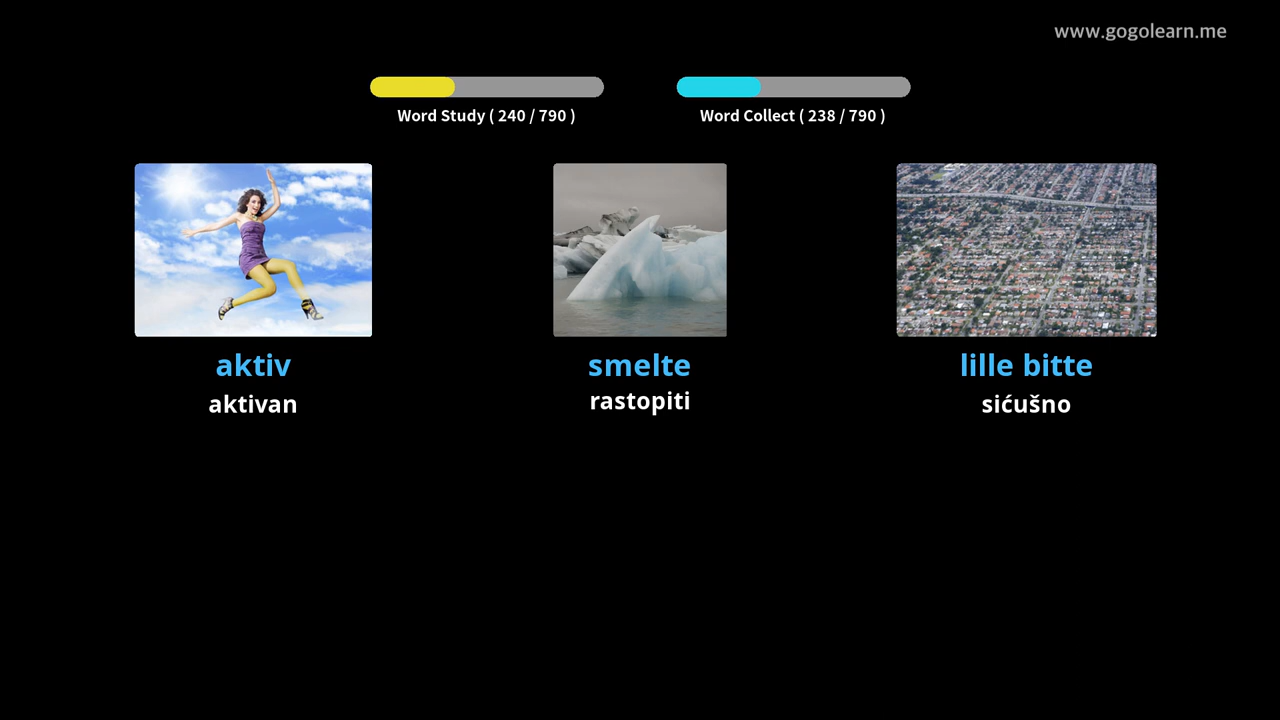 www.gogolearn.me
Word Study ( 240 / 790 )
Word Collect ( 238 / 790 )
aktiv
aktivan
smelte
rastopiti
lille bitte
sićušno